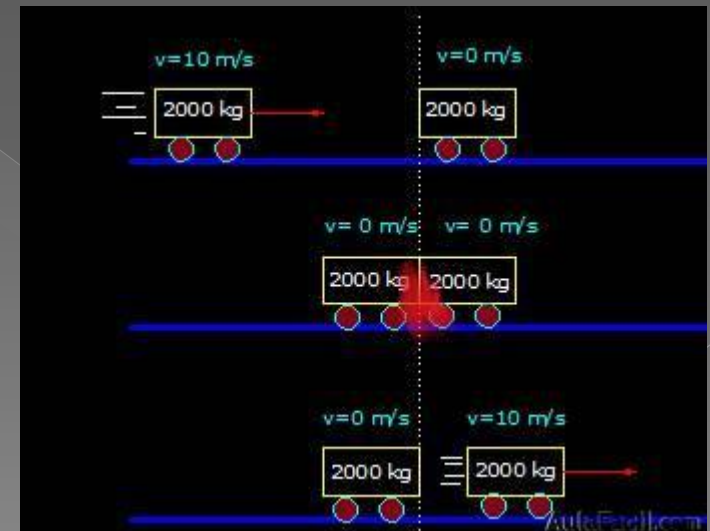 v=10 m/s v=0 m/s
2000 kg 2000 kg
v= 0 m/s v= 0 m/s
2000 kg 2000 kg
v=0 m/s v=10 m/s
2000 kg 2000 kg
AulaFacil.com